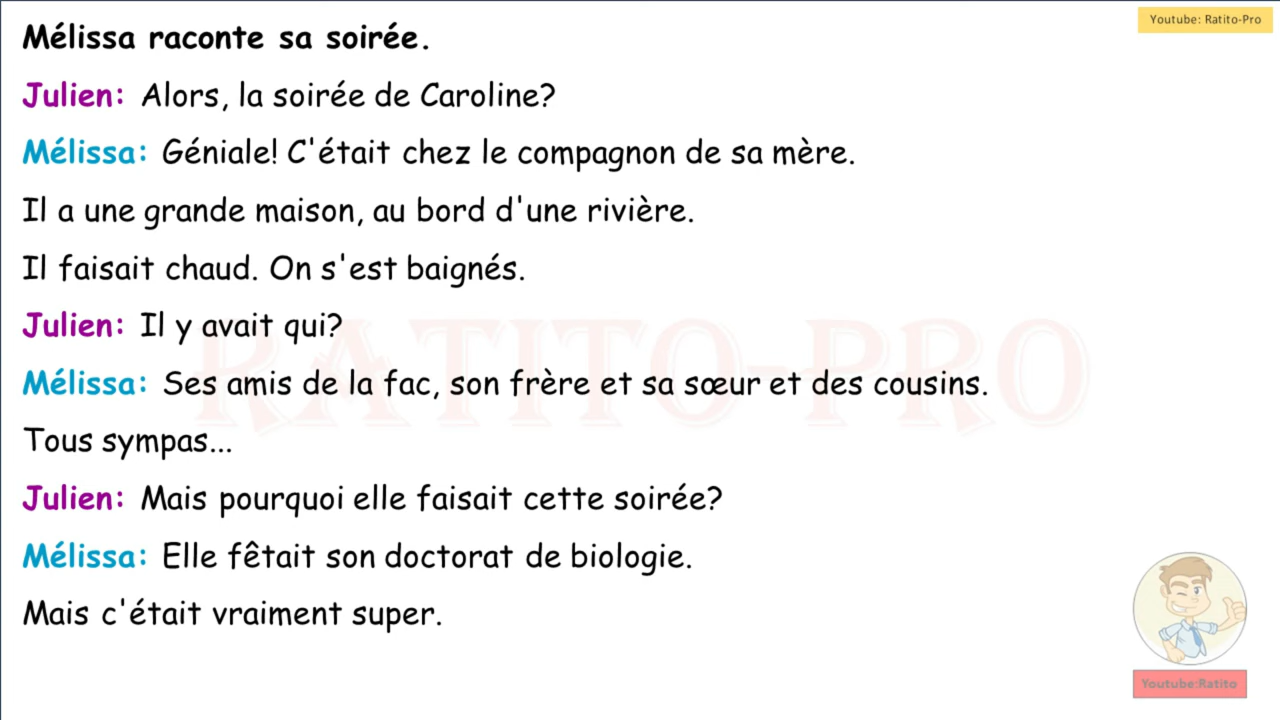 Youtube: Ratito-Pro
Mélissa raconte sa soirée.
Julien: Alors, la soirée de Caroline?
Mélissa: Géniale! C'était chez le compagnon de sa mère.
Il a une grande maison, au bord d'une rivière.
Il faisait chaud. On s'est baignés.
Julien: Il y avait qui?
RATITO-PRO
Mélissa: Ses amis de la fac, son frère et sa sœur et des cousins.
Tous sympas...
Julien: Mais pourquoi elle faisait cette soirée?
Mélissa: Elle fêtait son doctorat de biologie.
Mais c'était vraiment super.
Youtube:Ratito